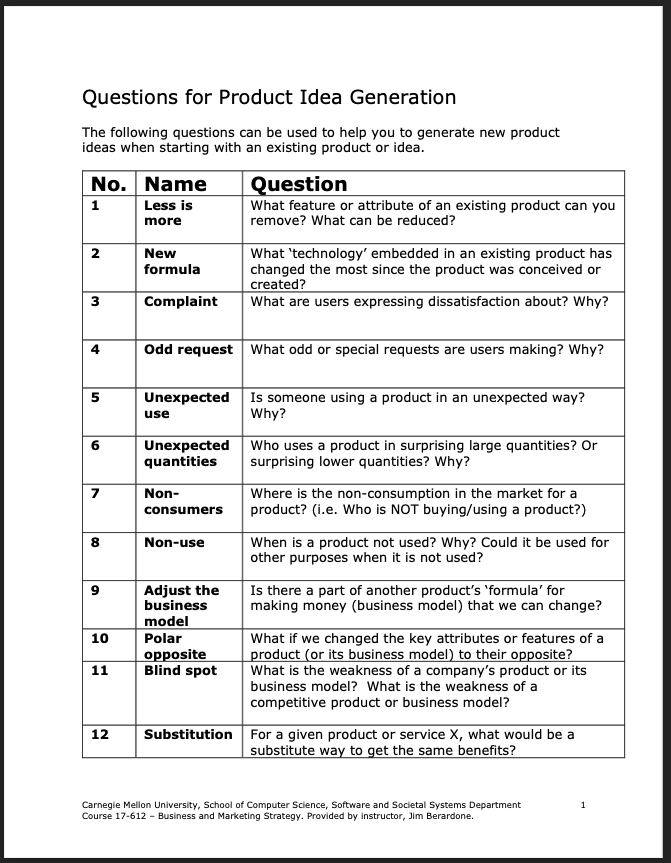 Questions for Product Idea Generation
The following questions can be used to help you to generate new product
ideas when starting with an existing product or idea.
No. Name Question
1 Less is What feature or attribute of an existing product can you
more remove? What can be reduced?
2 New What ‘technology’ embedded in an existing product has
formula changed the most since the product was conceived or
created?
3 Complaint What are users expressing dissatisfaction about? Why?
4 Odd request What odd or special requests are users making? Why?
5 Unexpected Is someone using a product in an unexpected way?
use Why?
6 Unexpected Who uses a product in surprising large quantities? Or
quantities surprising lower quantities? Why?
7 Non- Where is the non-consumption in the market for a
consumers product? (i.e. Who is NOT buying/using a product?)
8 Non-use When is a product not used? Why? Could it be used for
other purposes when it is not used?
9 Adjust the Is there a part of another product’s ‘formula’ for
business making money (business model) that we can change?
model
10 Polar What if we changed the key attributes or features of a
opposite product (or its business model) to their opposite?
11 Blind spot What is the weakness of a company’s product or its
business model?  What is the weakness of a
competitive product or business model?
12 Substitution For a given product or service X, what would be a
substitute way to get the same benefits?
Carnegie Mellon University, School of Computer Science, Software and Societal Systems Department 1
Course 17-612 – Business and Marketing Strategy. Provided by instructor, Jim Berardone.